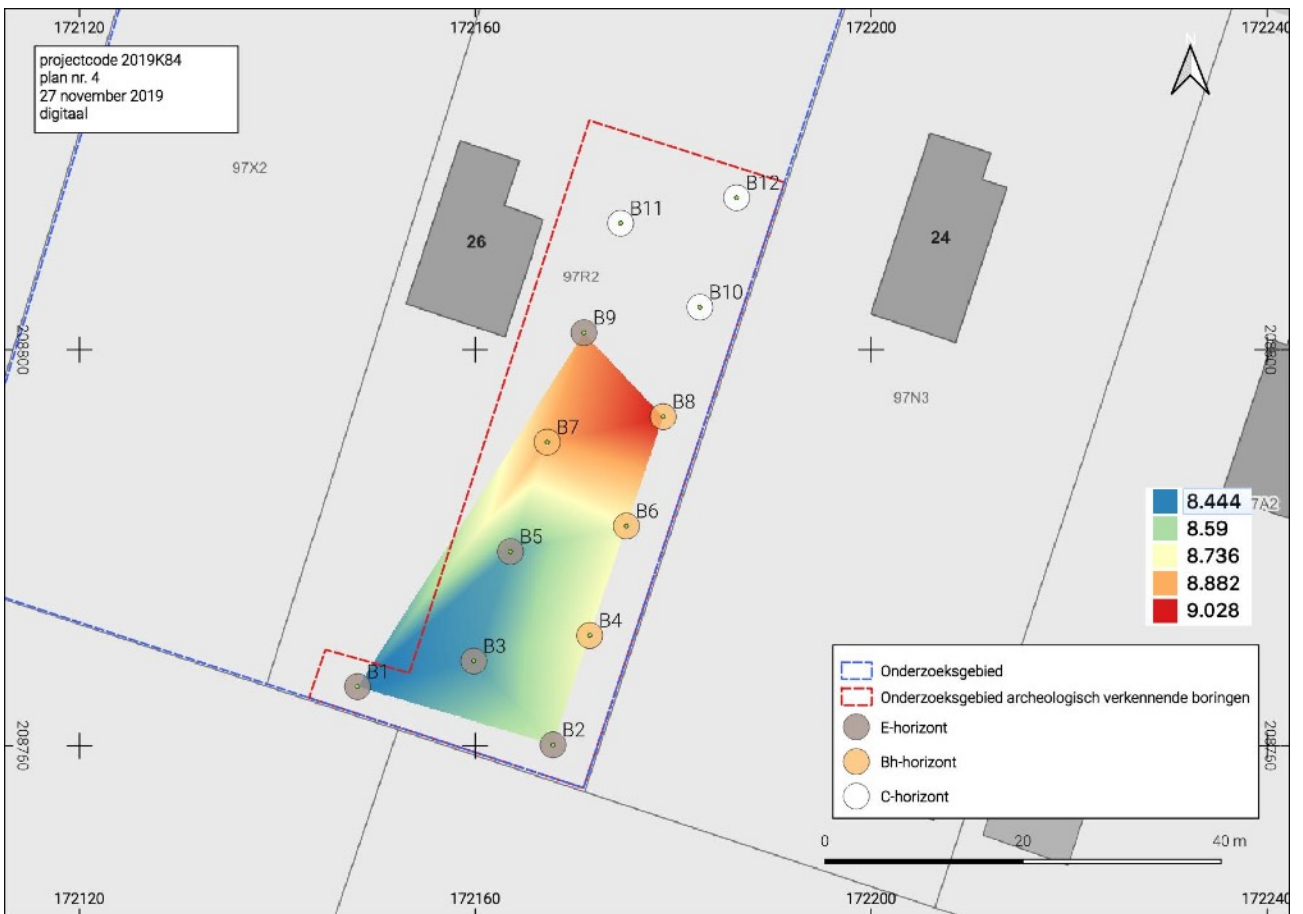 172120
172160
172200
172240
projectcode 2019K84
plan nr. 4
27 november 2019
digitaal
N
97X2
B12
B11
26
24
97R2
B10
B9
208800
208800
97N3
B8
B7
8.444
7A2
B6
8.59
B5
8.736
8.882
9.028
B4
B3
B1
Onderzoeksgebied
Onderzoeksgebied archeologisch verkennende boringen
E-horizont
B2
208760
208760
Bh-horizont
C-horizont
0
20
40 m
172120
172160
172200
172240